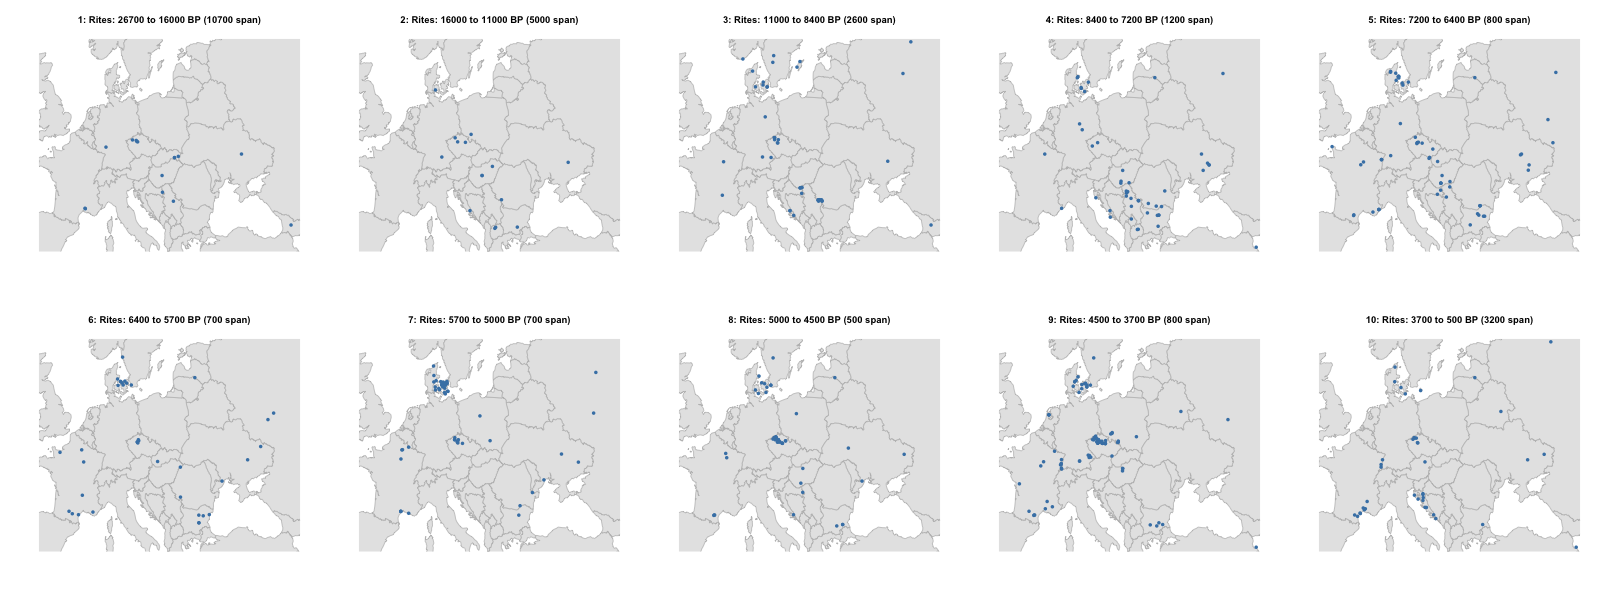 1: Rites: 26700 to 16000 BP (10700 span)
2: Rites: 16000 to 11000 BP (5000 span)
3: Rites: 11000 to 8400 BP (2600 span)
4: Rites: 8400 to 7200 BP (1200 span)
5: Rites: 7200 to 6400 BP (800 span)
6: Rites: 6400 to 5700 BP (700 span)
7: Rites: 5700 to 5000 BP (700 span)
8: Rites: 5000 to 4500 BP (500 span)
9: Rites: 4500 to 3700 BP (800 span)
10: Rites: 3700 to 500 BP (3200 span)